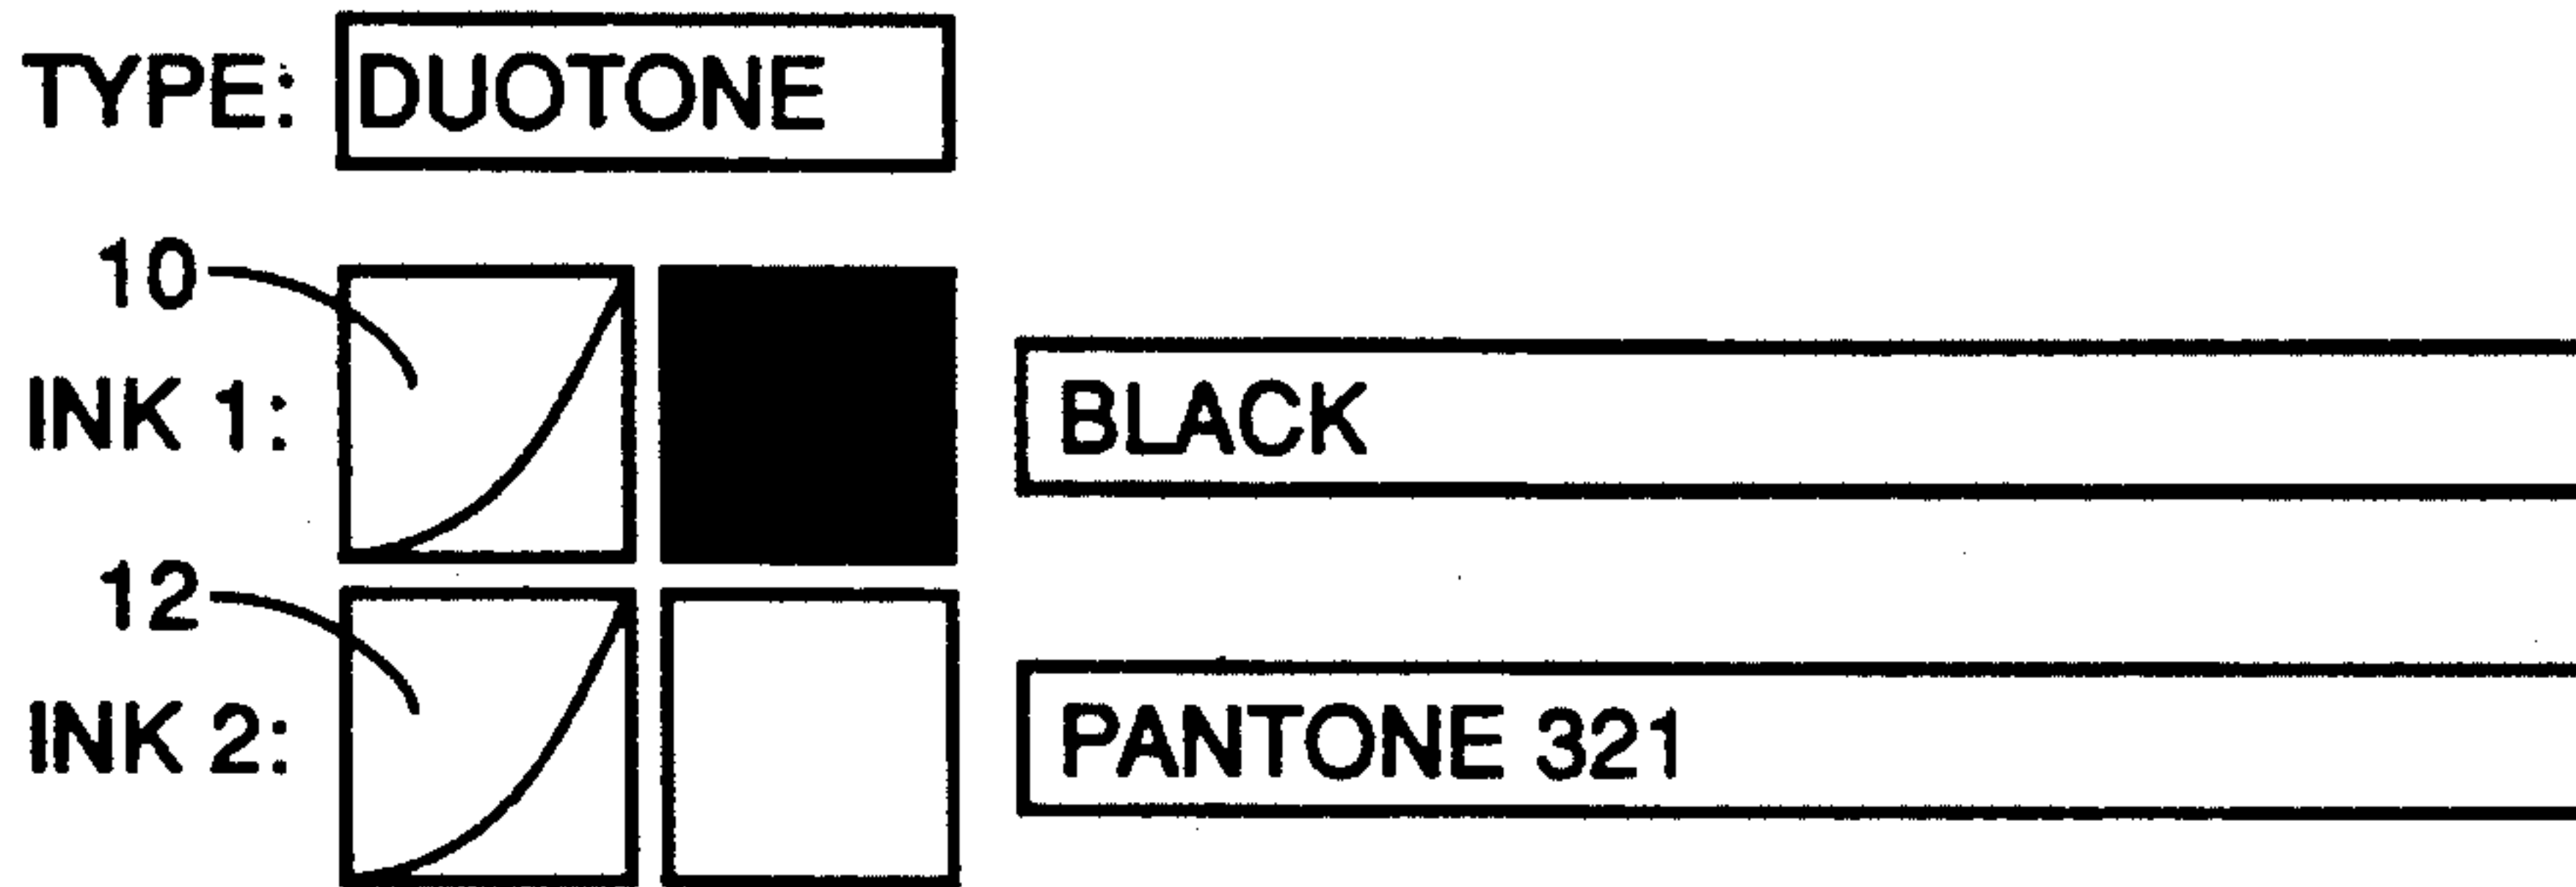 TYPE: DUOTONE
10
INK 1: BLACK
12
INK 2: PANTONE 321